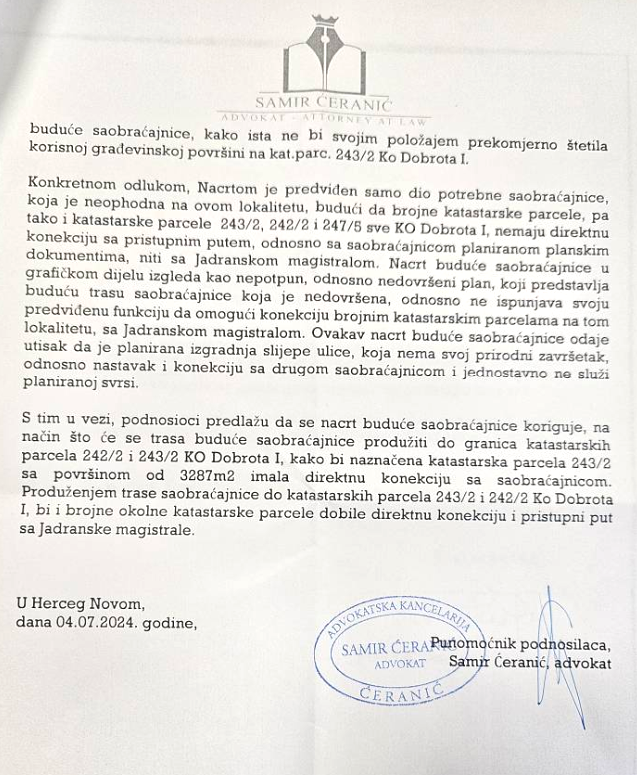 SAMIR ĆERANIĆ
ADVOKAT - ATTORNEY AT LAW
buduće saobraćajnice, kako ista ne bi svojim položajem prekomjerno štetila
korisnoj građevinskoj površini na kat.parc. 243/2 Ko Dobrota I.
Konkretnom odlukom, Nacrtom je predviđen samo dio potrebne saobraćajnice,
koja je neophodna na ovom lokalitetu, budući da brojne katastarske parcele, pa
tako i katastarske parcele 243/2, 242/2 i 247/5 sve KO Dobrota I, nemaju direktnu
konekciju sa pristupnim putem, odnosno sa saobraćajnicom planiranom planskim
dokumentima, niti sa Jadranskom magistralom. Nacrt buduće saobraćajnice u
grafičkom dijelu izgleda kao nepotpun, odnosno nedovršeni plan, koji predstavlja
buduću trasu saobraćajnice koja je nedovršena, odnosno ne ispunjava svoju
predviđenu funkciju da omogući konekciju brojnim katastarskim parcelama na tom
lokalitetu, sa Jadranskom magistralom. Ovakav nacrt buduće saobraćajnice odaje
utisak da je planirana izgradnja slijepe ulice, koja nema svoj prirodni završetak,
odnosno nastavak i konekciju sa drugom saobraćajnicom i jednostavno ne služi
planiranoj svrsi.
S tim u vezi, podnosioci predlažu da se nacrt buduće saobraćajnice koriguje, na
način što će se trasa buduće saobraćajnice produžiti do granica katastarskih
parcela 242/2 i 243/2 KO Dobrota I, kako bi naznačena katastarska parcela 243/2
sa površinom od 3287m2 imala direktnu konekciju sa saobraćajnicom.
Produženjem trase saobraćajnice do katastarskih parcela 243/2 i 242/2 Ko Dobrota
I, bi i brojne okolne katastarske parcele dobile direktnu konekciju i pristupni put
sa Jadranske magistrale.
U Herceg Novom,
dana 04.07.2024. godine,
ADVOKATSKA KANCELARIJA
SAMIR ĆERANIĆ
ADVOKAT
ĆERANIĆ
Punomoćnik podnosilaca,
Samir Ćeranić, advokat